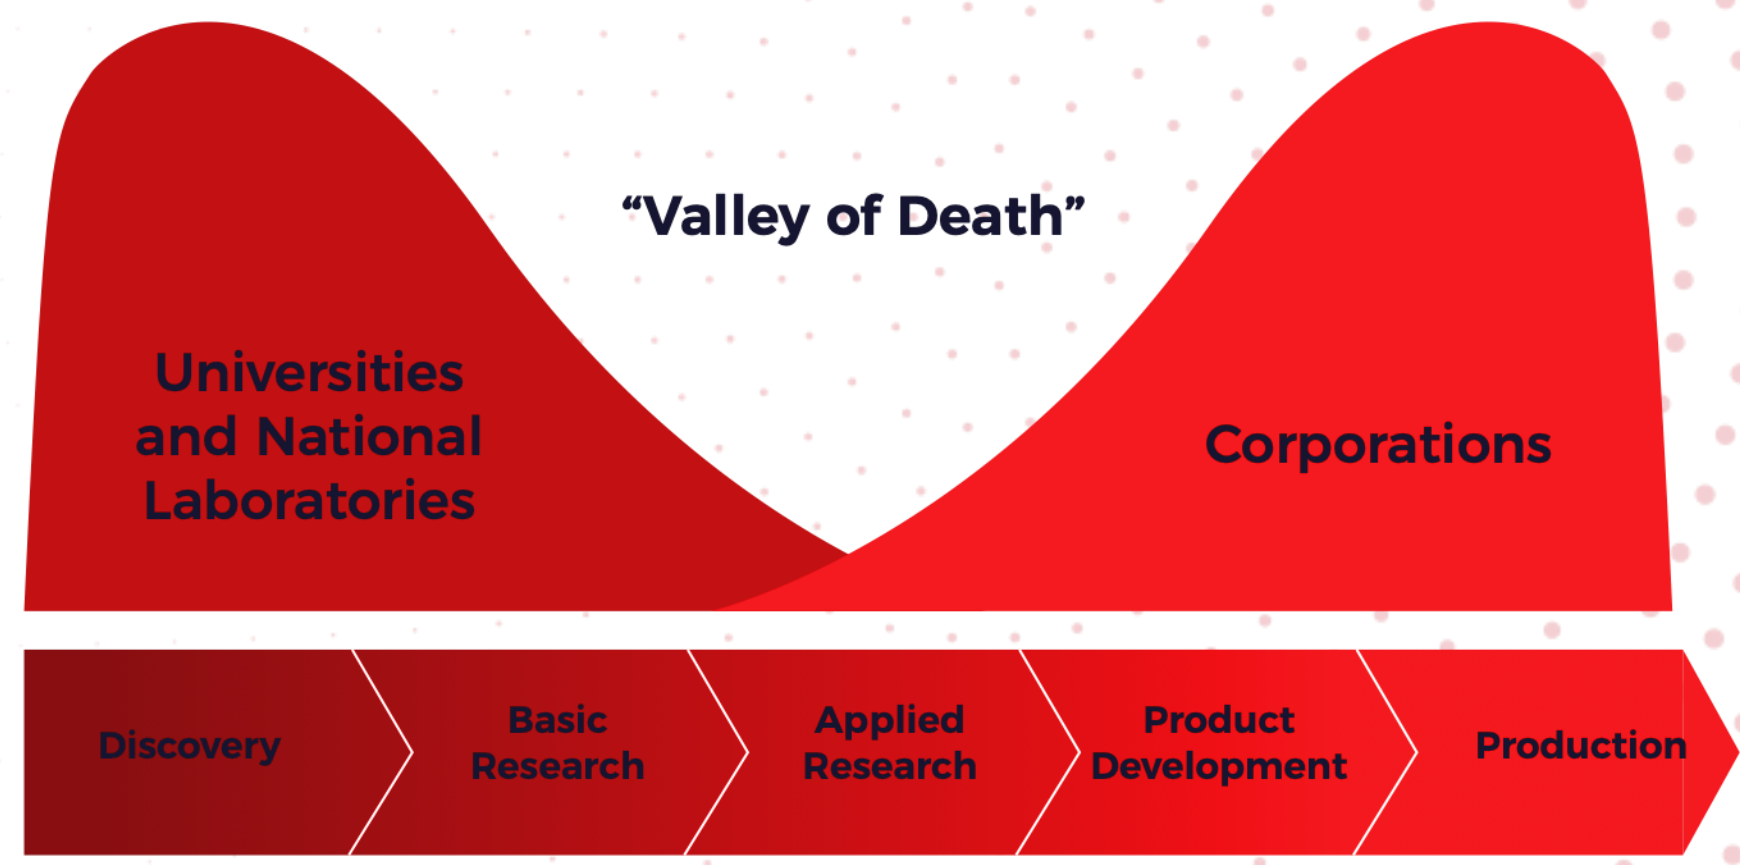 “Valley of Death”
Universities
and National
Laboratories
Corporations
Discovery
Basic
Research
Applied
Research
Product
Development
Production